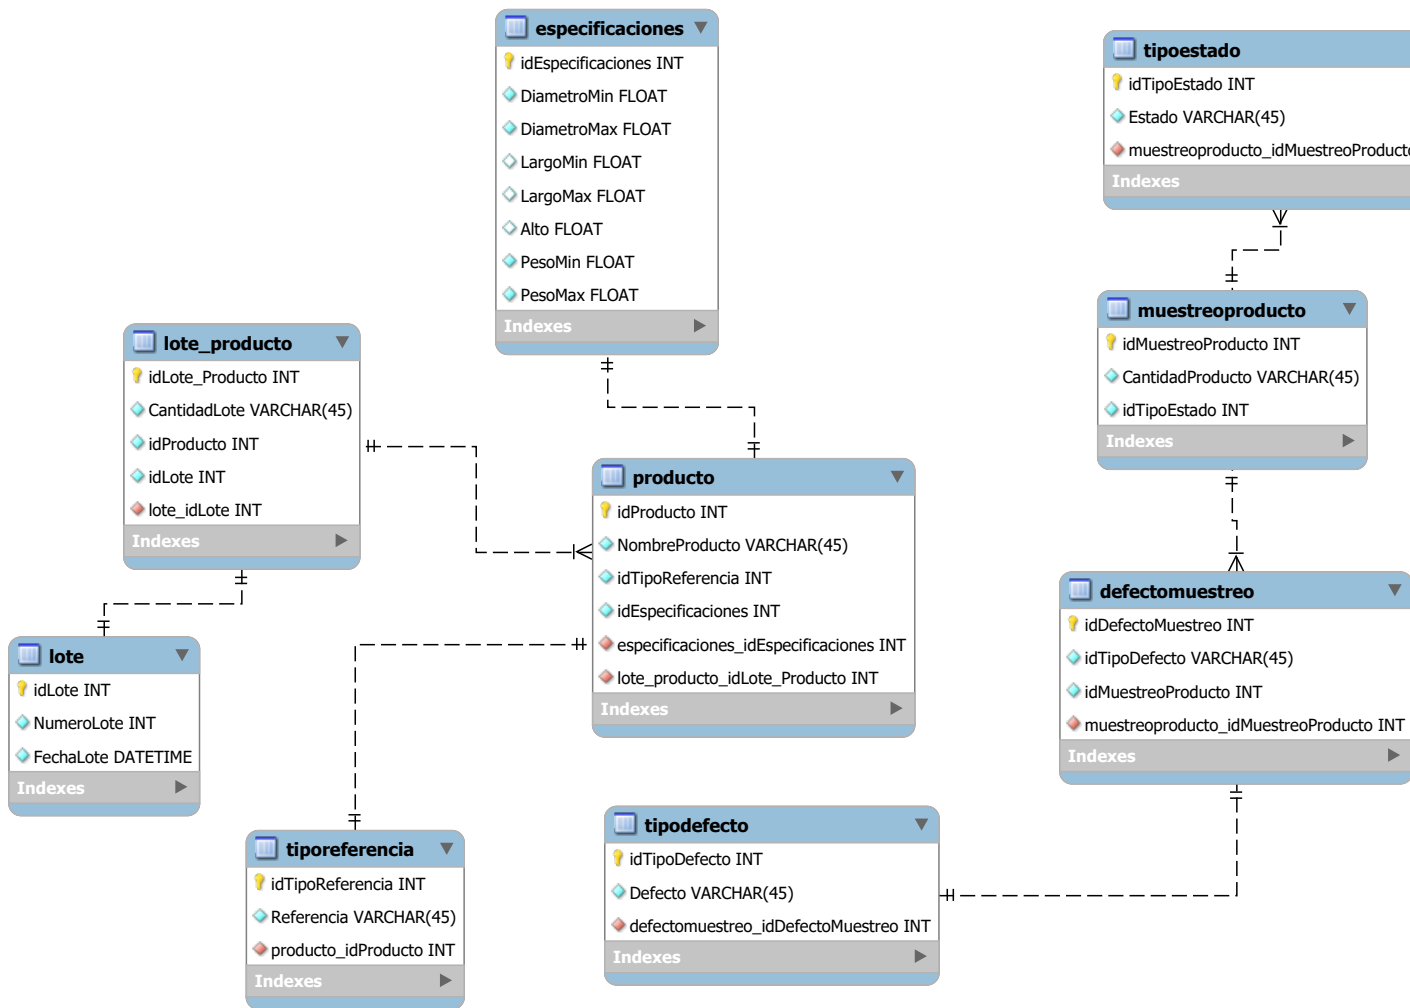 especificaciones
idEspecificaciones INT
DiametroMin FLOAT
DiametroMax FLOAT
LargoMin FLOAT
LargoMax FLOAT
Alto FLOAT
PesoMin FLOAT
PesoMax FLOAT
Indexes
tipoestado
idTipoEstado INT
Estado VARCHAR(45)
muestreoproducto_idMuestreoProducto
Indexes
muestreoproducto
idMuestreoProducto INT
CantidadProducto VARCHAR(45)
idTipoEstado INT
Indexes
lote_producto
idLote_Producto INT
CantidadLote VARCHAR(45)
idProducto INT
idLote INT
lote_idLote INT
Indexes
producto
idProducto INT
NombreProducto VARCHAR(45)
idTipoReferencia INT
idEspecificaciones INT
especificaciones_idEspecificaciones INT
lote_producto_idLote_Producto INT
Indexes
defectomuestreo
idDefectoMuestreo INT
idTipoDefecto VARCHAR(45)
idMuestreoProducto INT
muestreoproducto_idMuestreoProducto INT
Indexes
lote
idLote INT
NumeroLote INT
FechaLote DATETIME
Indexes
tiporeferencia
idTipoReferencia INT
Referencia VARCHAR(45)
producto_idProducto INT
Indexes
tipodefecto
idTipoDefecto INT
Defecto VARCHAR(45)
defectomuestreo_idDefectoMuestreo INT
Indexes